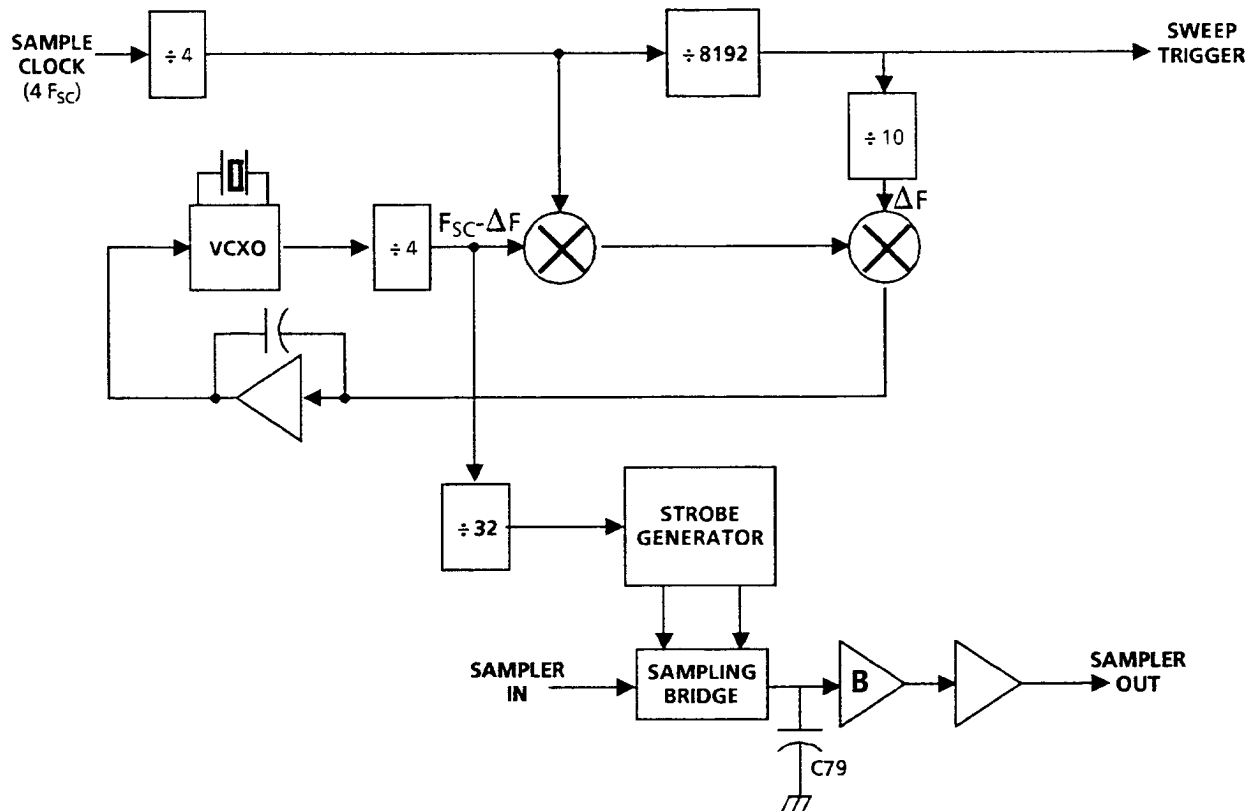 SAMPLE
CLOCK
(4 F_SC)
÷4
÷8192
SWEEP
TRIGGER
÷10
ΔF
VCXO
÷4
F_SC-ΔF
÷32
STROBE
GENERATOR
SAMPLER
IN
SAMPLING
BRIDGE
B
SAMPLER
OUT
C79